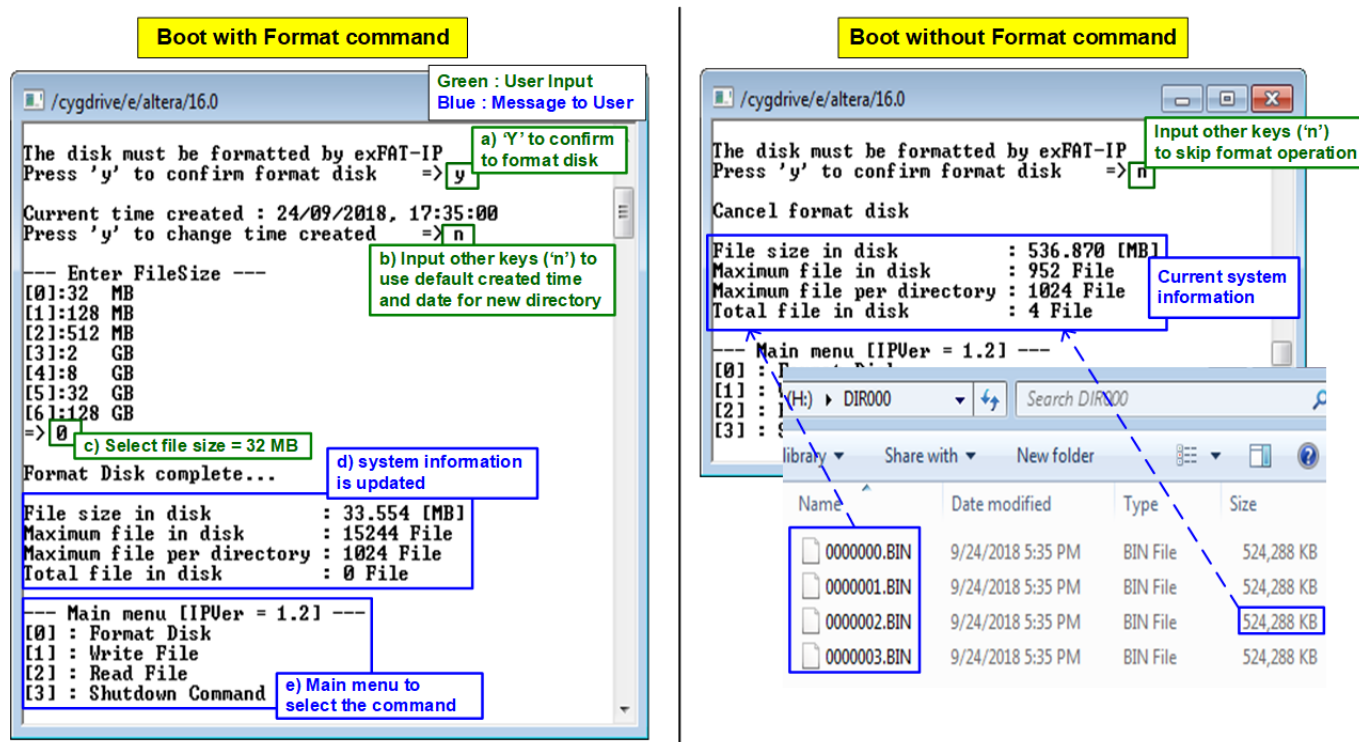 Boot with Format command
/cygdrive/e/altera/16.0
Green : User Input
Blue : Message to User
The disk must be formatted by exFAT-IP
Press 'y' to confirm format disk => y
a) ‘Y’ to confirm
to format disk
Current time created : 24/09/2018, 17:35:00
Press 'y' to change time created => n
b) Input other keys (‘n’) to
use default created time
and date for new directory
--- Enter FileSize ---
[0]:32 MB
[1]:128 MB
[2]:512 MB
[3]:2 GB
[4]:8 GB
[5]:32 GB
[6]:128 GB
=> 0
c) Select file size = 32 MB
Format Disk complete...
d) system information
is updated
File size in disk : 33.554 [MB]
Maximum file in disk : 15244 File
Maximum file per directory : 1024 File
Total file in disk : 0 File
--- Main menu [IPVer = 1.2] ---
[0] : Format Disk
[1] : Write File
[2] : Read File
[3] : Shutdown Command
e) Main menu to
select the command
Boot without Format command
/cygdrive/e/altera/16.0
Input other keys (‘n’)
to skip format operation
The disk must be formatted by exFAT-IP
Press 'y' to confirm format disk => n
Cancel format disk
File size in disk : 536.870 [MB]
Maximum file in disk : 952 File
Maximum file per directory : 1024 File
Total file in disk : 4 File
Current system
information
--- Main menu [IPVer = 1.2] ---
[0] : Format Disk
[1] :
[2] :
[3] :
(H:) DIR000 Search DIR000
library Share with New folder
Name Date modified Type Size
0000000.BIN 9/24/2018 5:35 PM BIN File 524,288 KB
0000001.BIN 9/24/2018 5:35 PM BIN File 524,288 KB
0000002.BIN 9/24/2018 5:35 PM BIN File 524,288 KB
0000003.BIN 9/24/2018 5:35 PM BIN File 524,288 KB